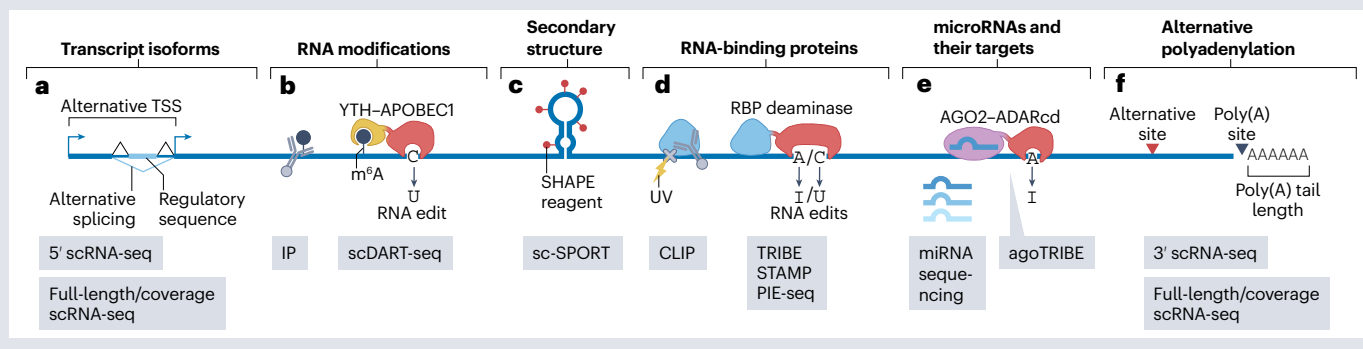 Transcript isoforms
a
Alternative TSS
Alternative
splicing
Regulatory
sequence
5′ scRNA-seq
Full-length/coverage
scRNA-seq
RNA modifications
b
YTH–APOBEC1
C
m⁶A
U
RNA edit
IP
scDART-seq
Secondary
structure
c
SHAPE
reagent
sc-SPORT
RNA-binding proteins
d
RBP deaminase
A/C
UV
I/U
RNA edits
CLIP
TRIBE
STAMP
PIE-seq
microRNAs and
their targets
e
AGO2–ADARcd
A
I
miRNA
seque-
ncing
agoTRIBE
Alternative
polyadenylation
f
Alternative
site
Poly(A)
site
AAAAAA
Poly(A) tail
length
3′ scRNA-seq
Full-length/coverage
scRNA-seq